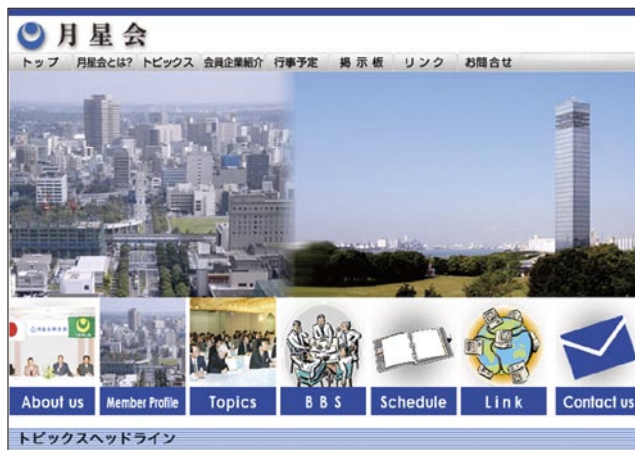 月星会
トップ 月星会とは? トピックス 会員企業紹介 行事予定 掲示板 リンク お問合せ
About us Member Profile Topics BBS Schedule Link Contact us
トピックスヘッドライン